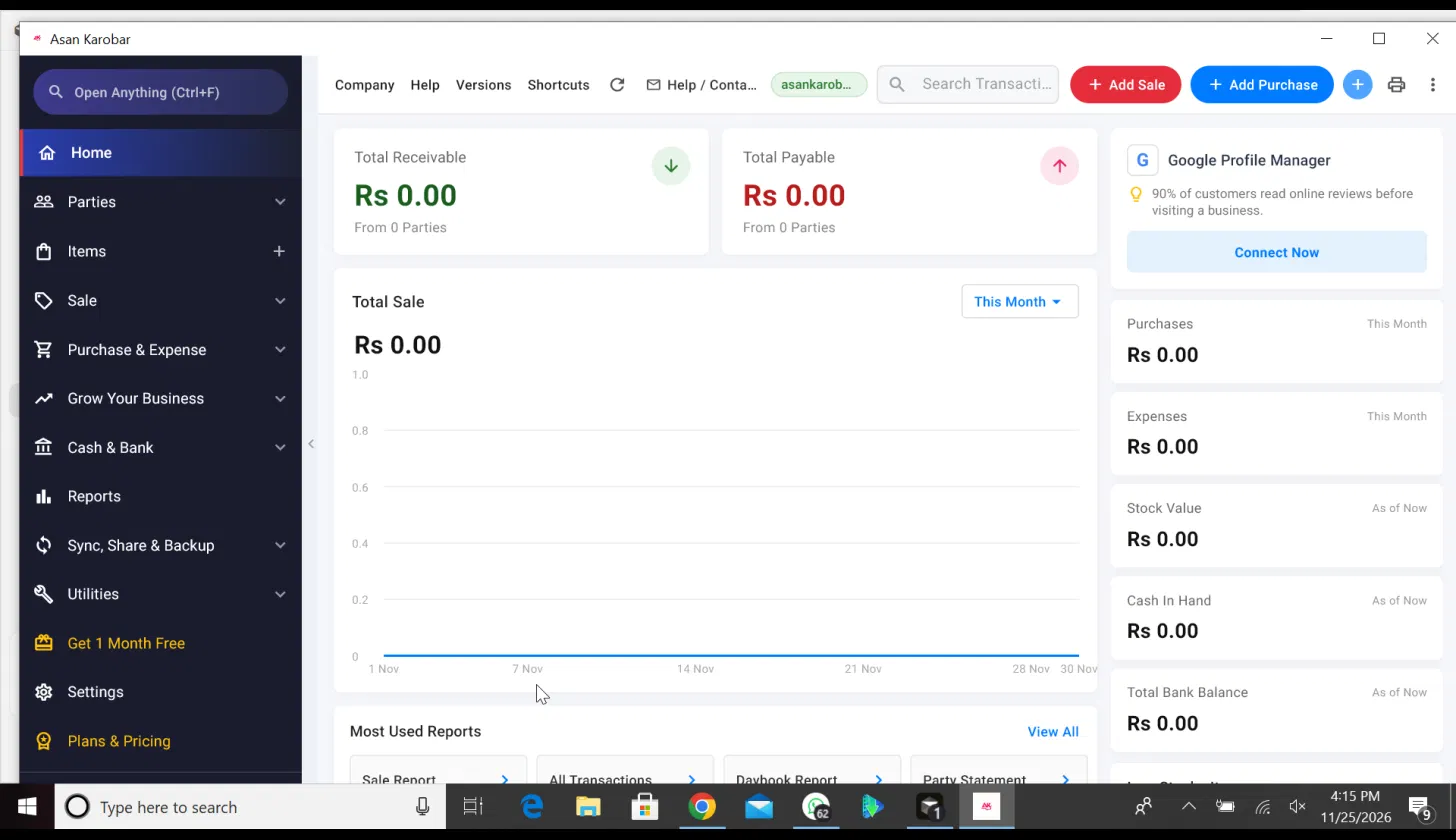 Asan Karobar
Open Anything (Ctrl+F)
Home
Parties
Items
Sale
Purchase & Expense
Grow Your Business
Cash & Bank
Reports
Sync, Share & Backup
Utilities
Get 1 Month Free
Settings
Plans & Pricing
Company Help Versions Shortcuts Help / Conta... asankarob... Search Transacti... + Add Sale + Add Purchase
Total Receivable
Rs 0.00
From 0 Parties
Total Payable
Rs 0.00
From 0 Parties
Total Sale
This Month
Rs 0.00
1.0
0.8
0.6
0.4
0.2
0
1 Nov 7 Nov 14 Nov 21 Nov 28 Nov 30 Nov
Most Used Reports
View All
Sale Report All Transactions Daybook Report Party Statement
G Google Profile Manager
90% of customers read online reviews before
visiting a business.
Connect Now
Purchases This Month
Rs 0.00
Expenses This Month
Rs 0.00
Stock Value As of Now
Rs 0.00
Cash In Hand As of Now
Rs 0.00
Total Bank Balance As of Now
Rs 0.00
Type here to search
62
1
4:15 PM
11/25/2026
9